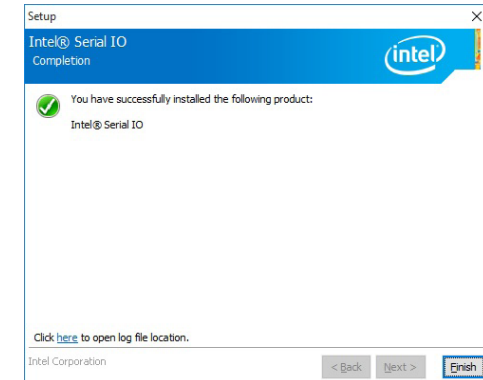 Setup
Intel® Serial IO
Completion
intel
You have successfully installed the following product:
Intel® Serial IO
Click here to open log file location.
Intel Corporation
< Back Next > Finish